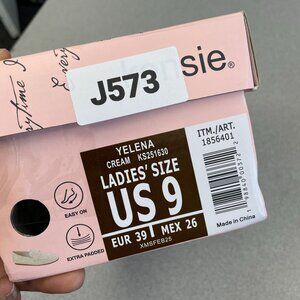 sie®
J573
YELENA
CREAM KS251630
LADIES' SIZE
US 9
EUR 39 MEX 26
XMSFEB25
ITM./ART.
1856401
Made in China
EASY ON
EXTRA PADDED